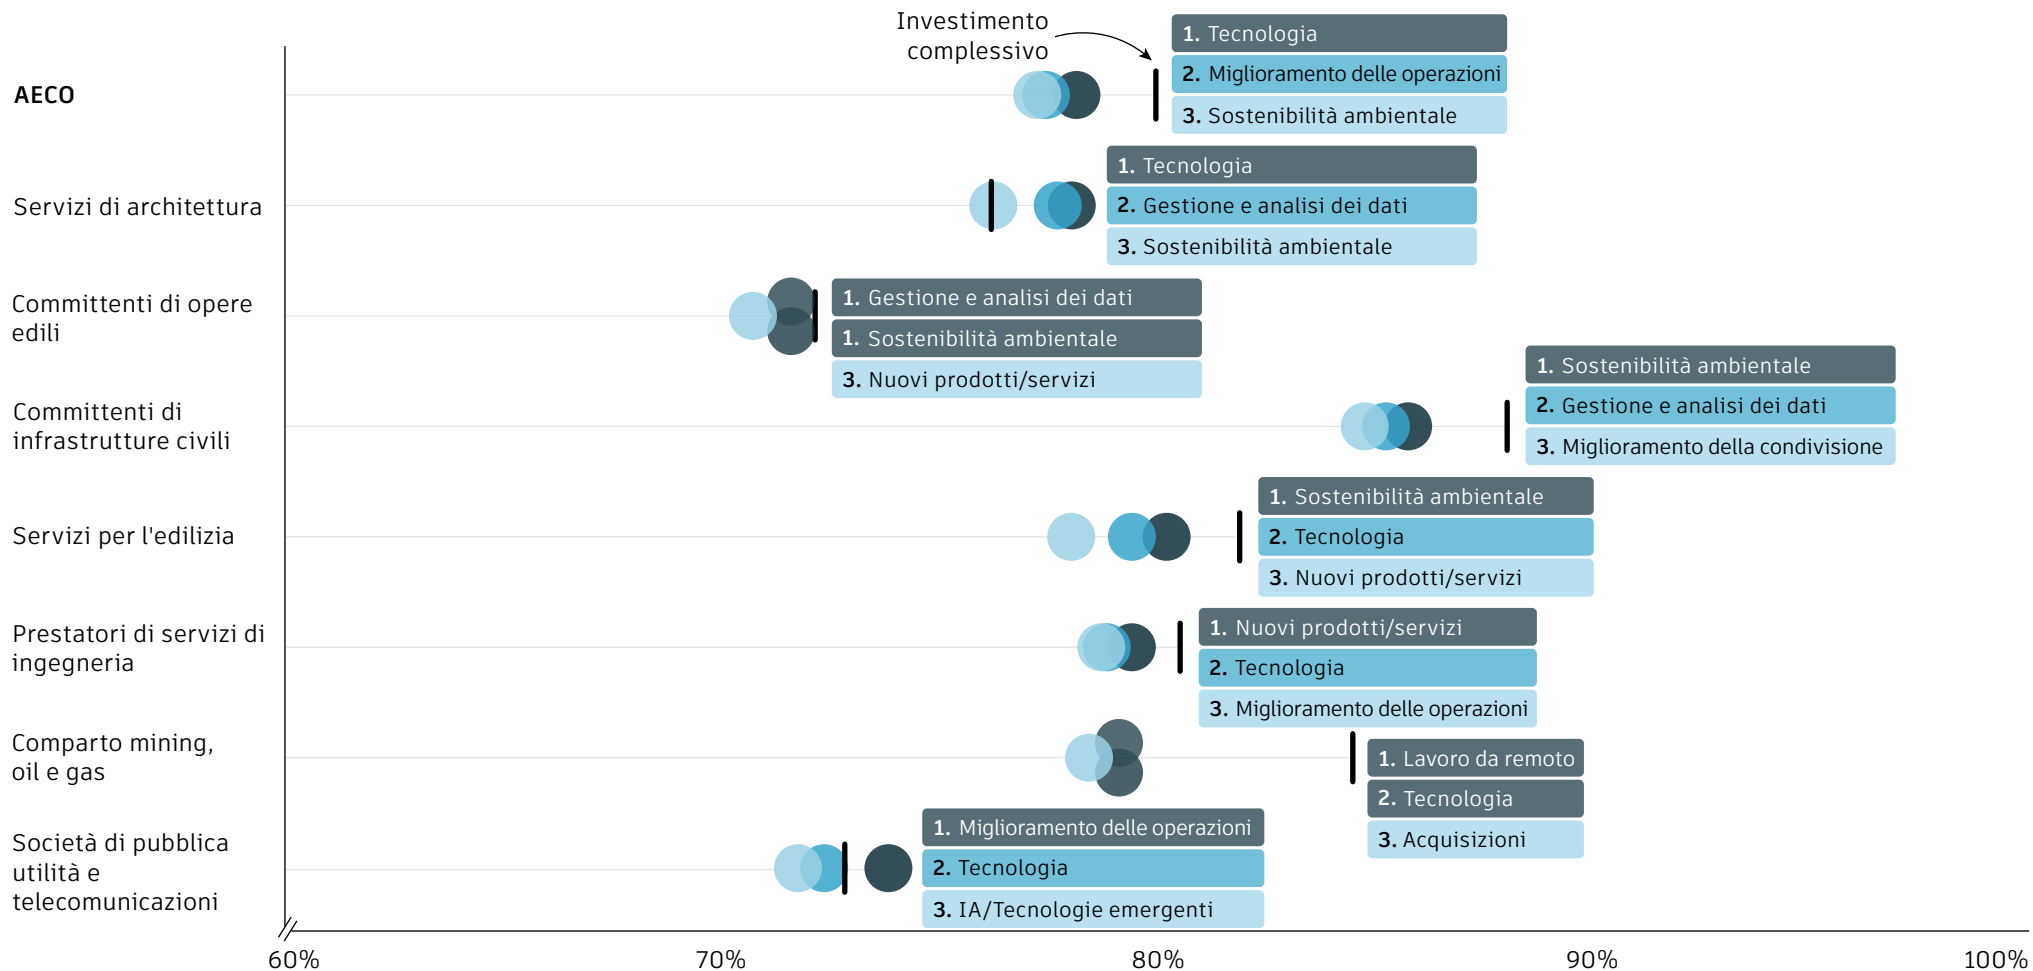 Investimento
complessivo
AECO
1. Tecnologia
2. Miglioramento delle operazioni
3. Sostenibilità ambientale
Servizi di architettura
1. Tecnologia
2. Gestione e analisi dei dati
3. Sostenibilità ambientale
Committenti di opere
edili
1. Gestione e analisi dei dati
1. Sostenibilità ambientale
3. Nuovi prodotti/servizi
Committenti di
infrastrutture civili
1. Sostenibilità ambientale
2. Gestione e analisi dei dati
3. Miglioramento della condivisione
Servizi per l'edilizia
1. Sostenibilità ambientale
2. Tecnologia
3. Nuovi prodotti/servizi
Prestatori di servizi di
ingegneria
1. Nuovi prodotti/servizi
2. Tecnologia
3. Miglioramento delle operazioni
Comparto mining,
oil e gas
1. Lavoro da remoto
2. Tecnologia
3. Acquisizioni
Società di pubblica
utilità e
telecomunicazioni
1. Miglioramento delle operazioni
2. Tecnologia
3. IA/Tecnologie emergenti
60% 70% 80% 90% 100%